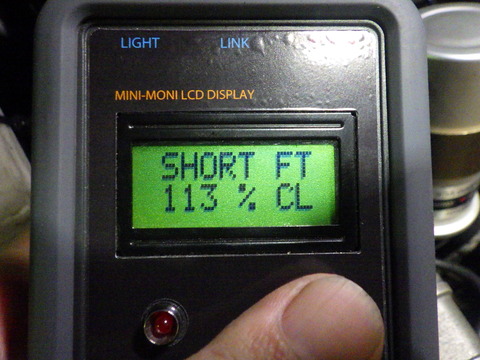 LIGHT LINK
MINI-MONI LCD DISPLAY
SHORT FT
113 % CL